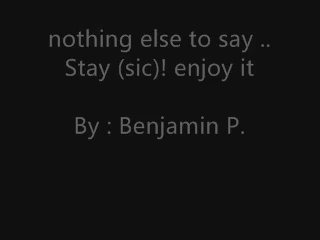 nothing else to say ..
Stay (sic)! enjoy it
By : Benjamin P.